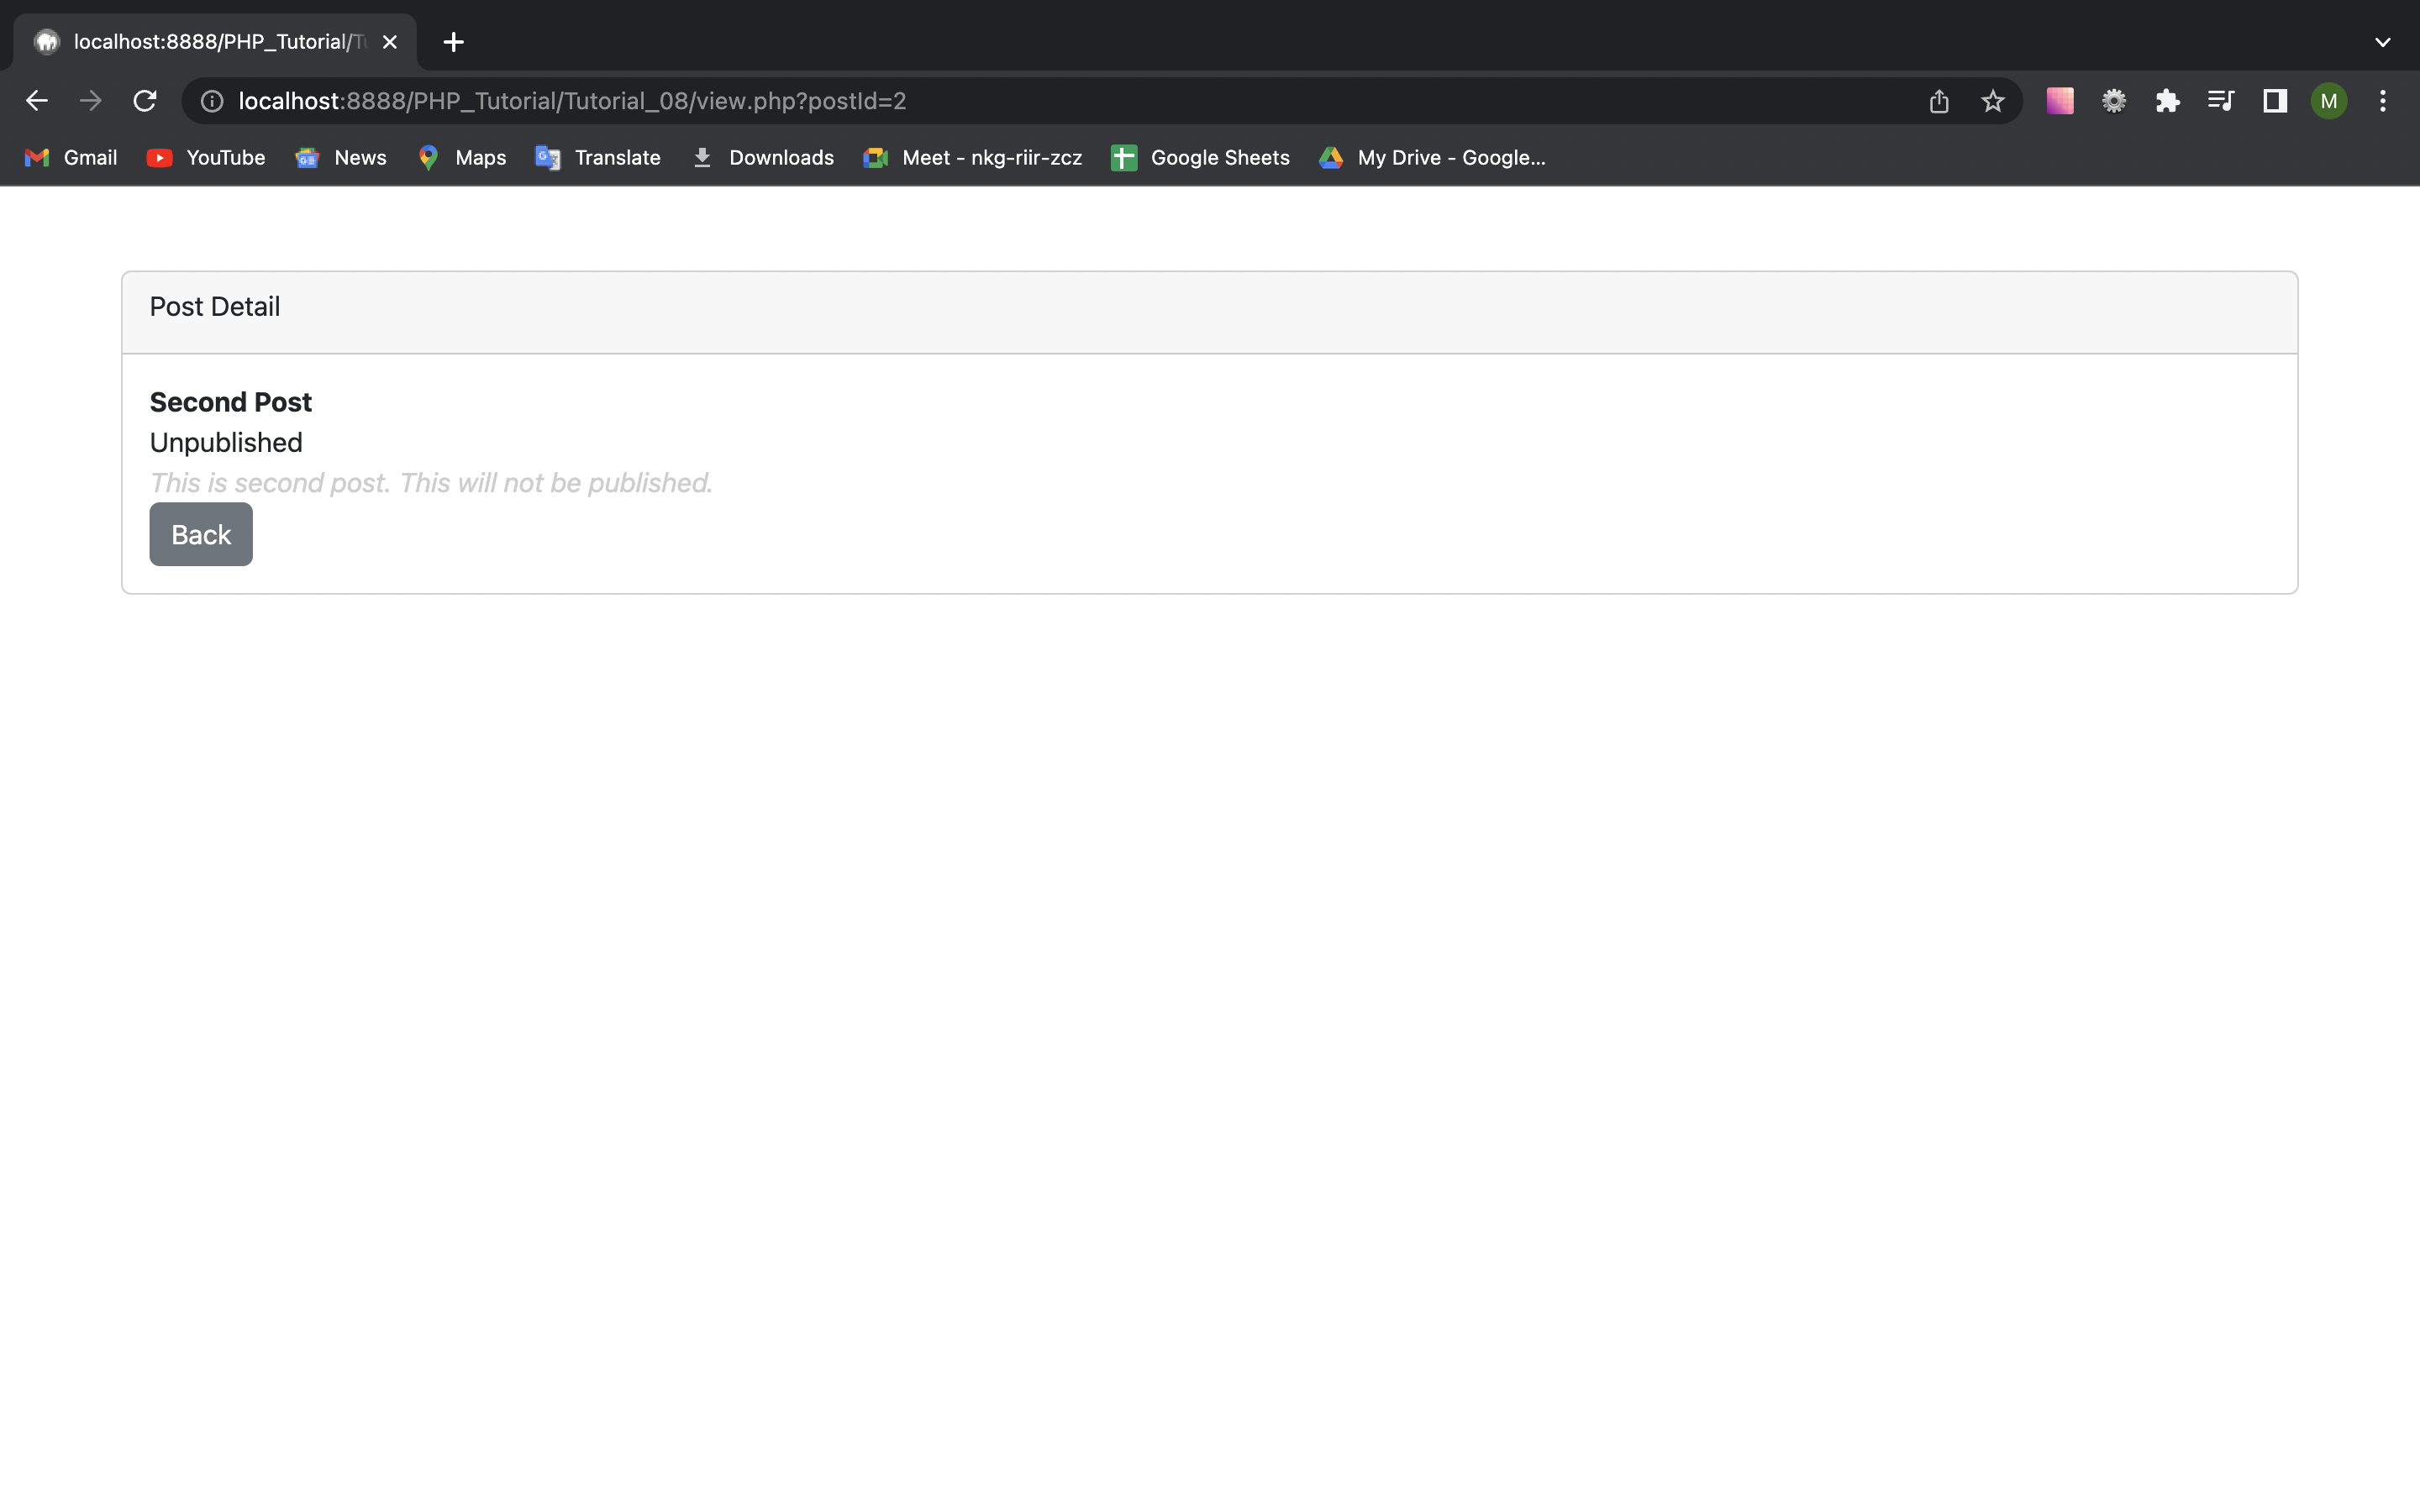 localhost:8888/PHP_Tutorial/Tu
localhost:8888/PHP_Tutorial/Tutorial_08/view.php?postId=2
M
Gmail
YouTube
News
Maps
Translate
Downloads
Meet - nkg-riir-zcz
Google Sheets
My Drive - Google...
Post Detail
Second Post
Unpublished
This is second post. This will not be published.
Back